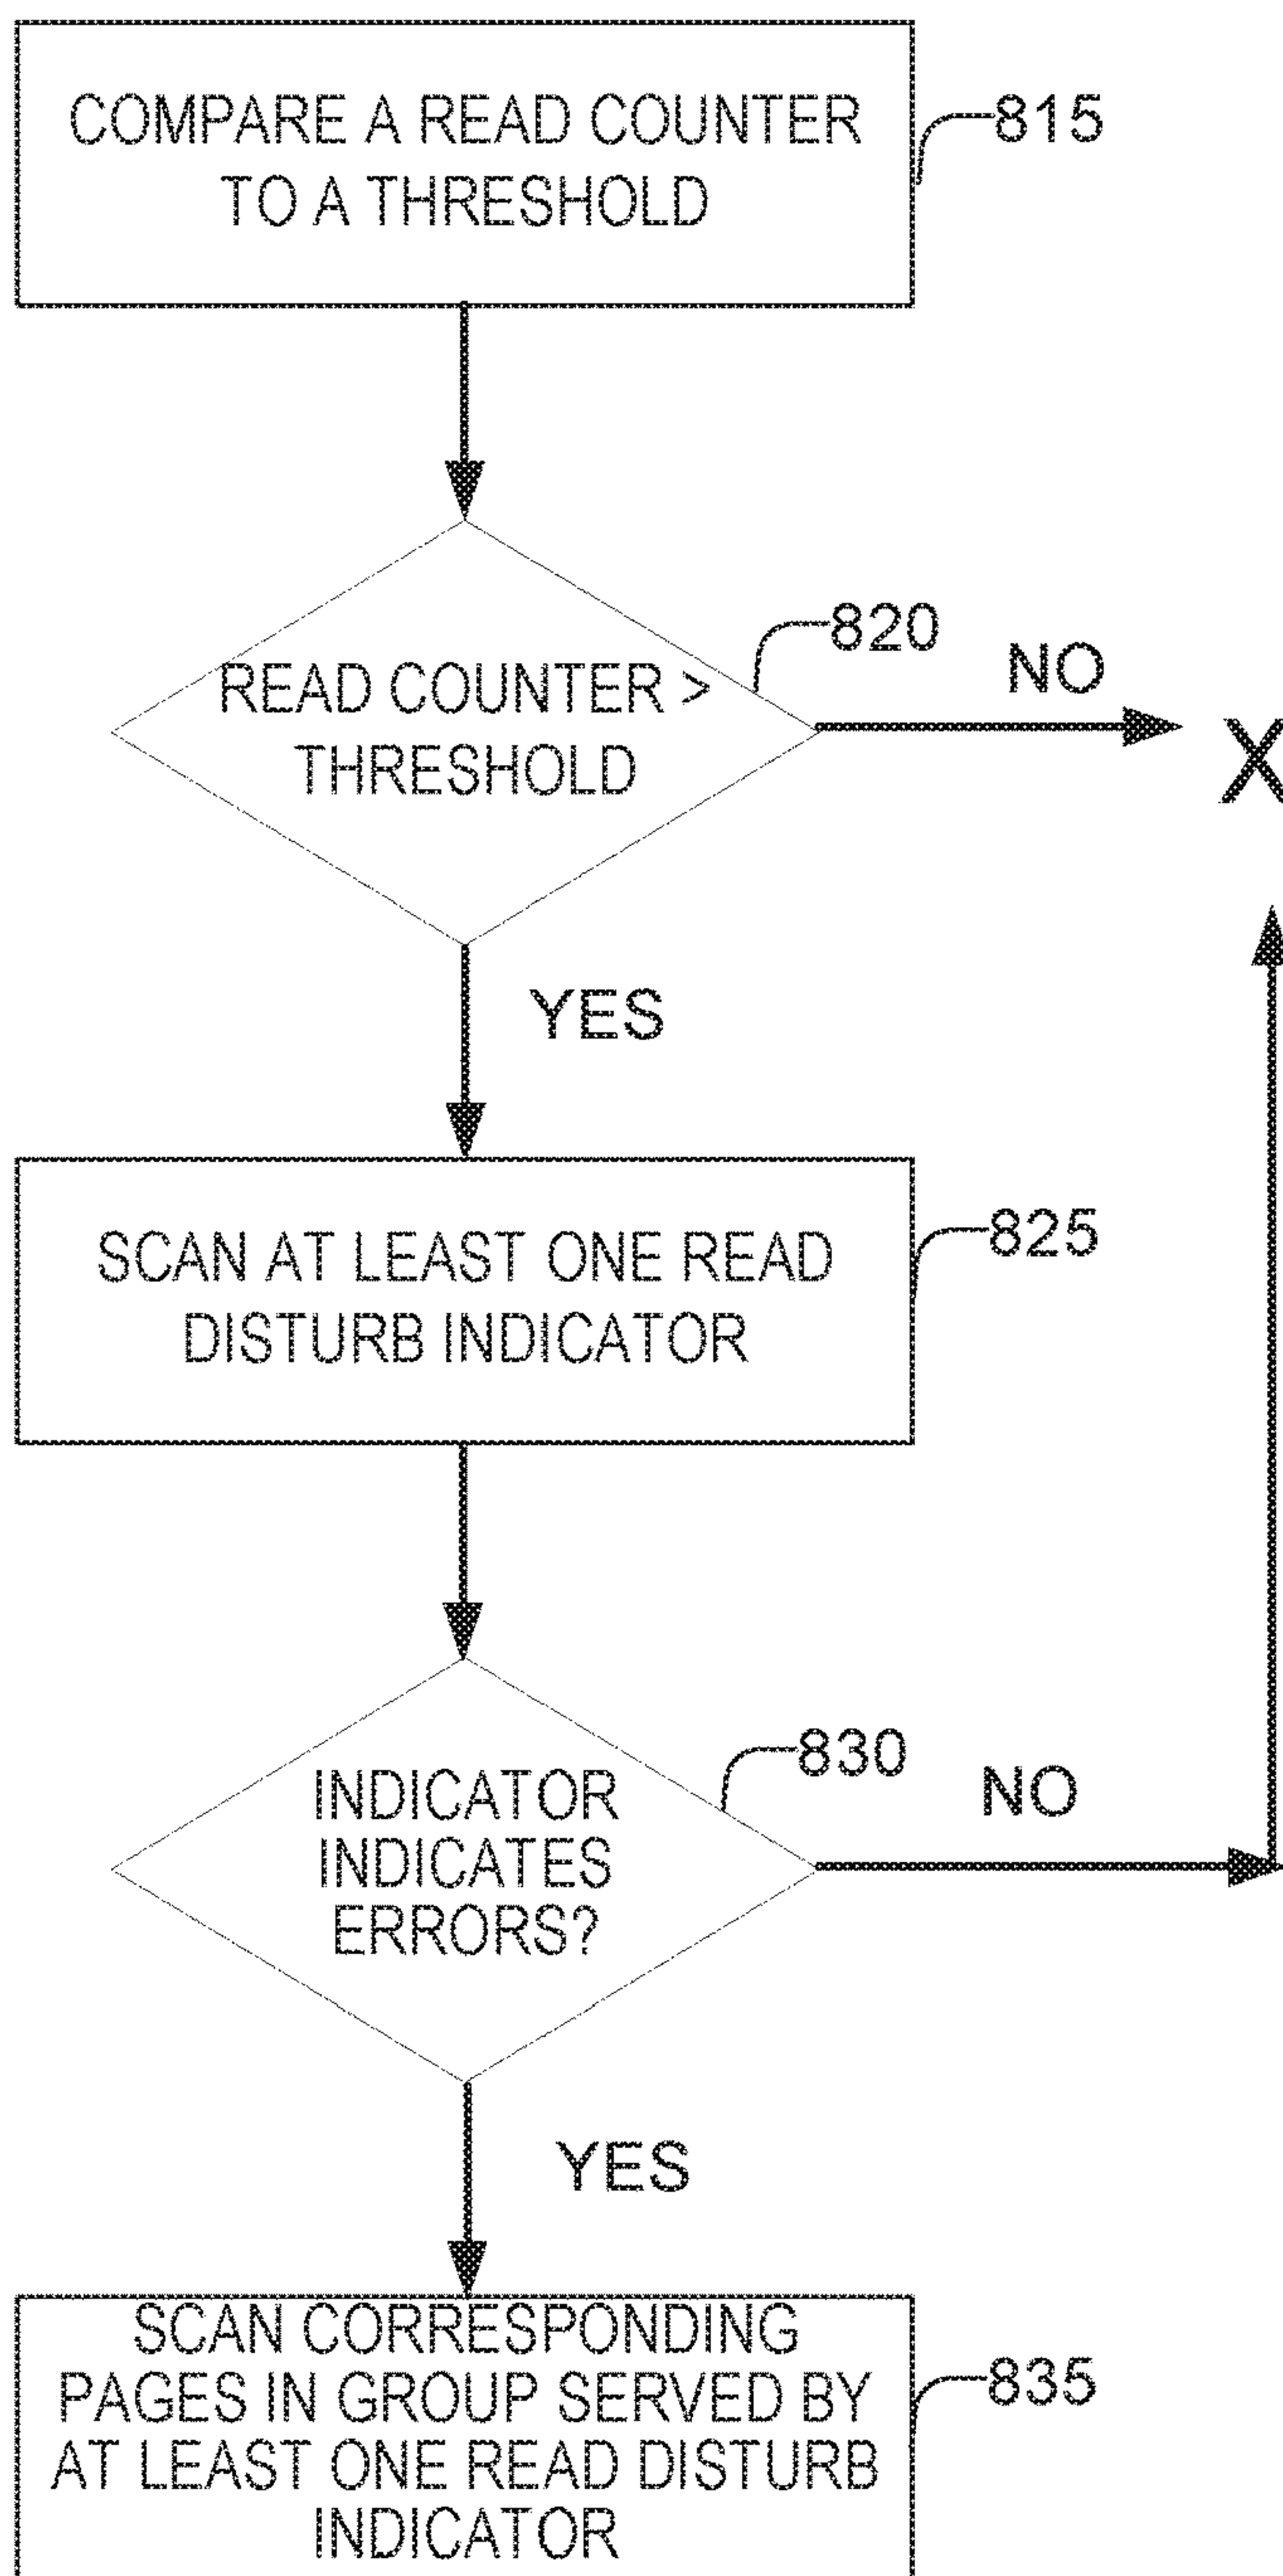 COMPARE A READ COUNTER
TO A THRESHOLD
815
820
READ COUNTER >
THRESHOLD
NO
X
YES
825
SCAN AT LEAST ONE READ
DISTURB INDICATOR
830
INDICATOR
INDICATES
ERRORS?
NO
YES
SCAN CORRESPONDING
PAGES IN GROUP SERVED BY
AT LEAST ONE READ DISTURB
INDICATOR
835